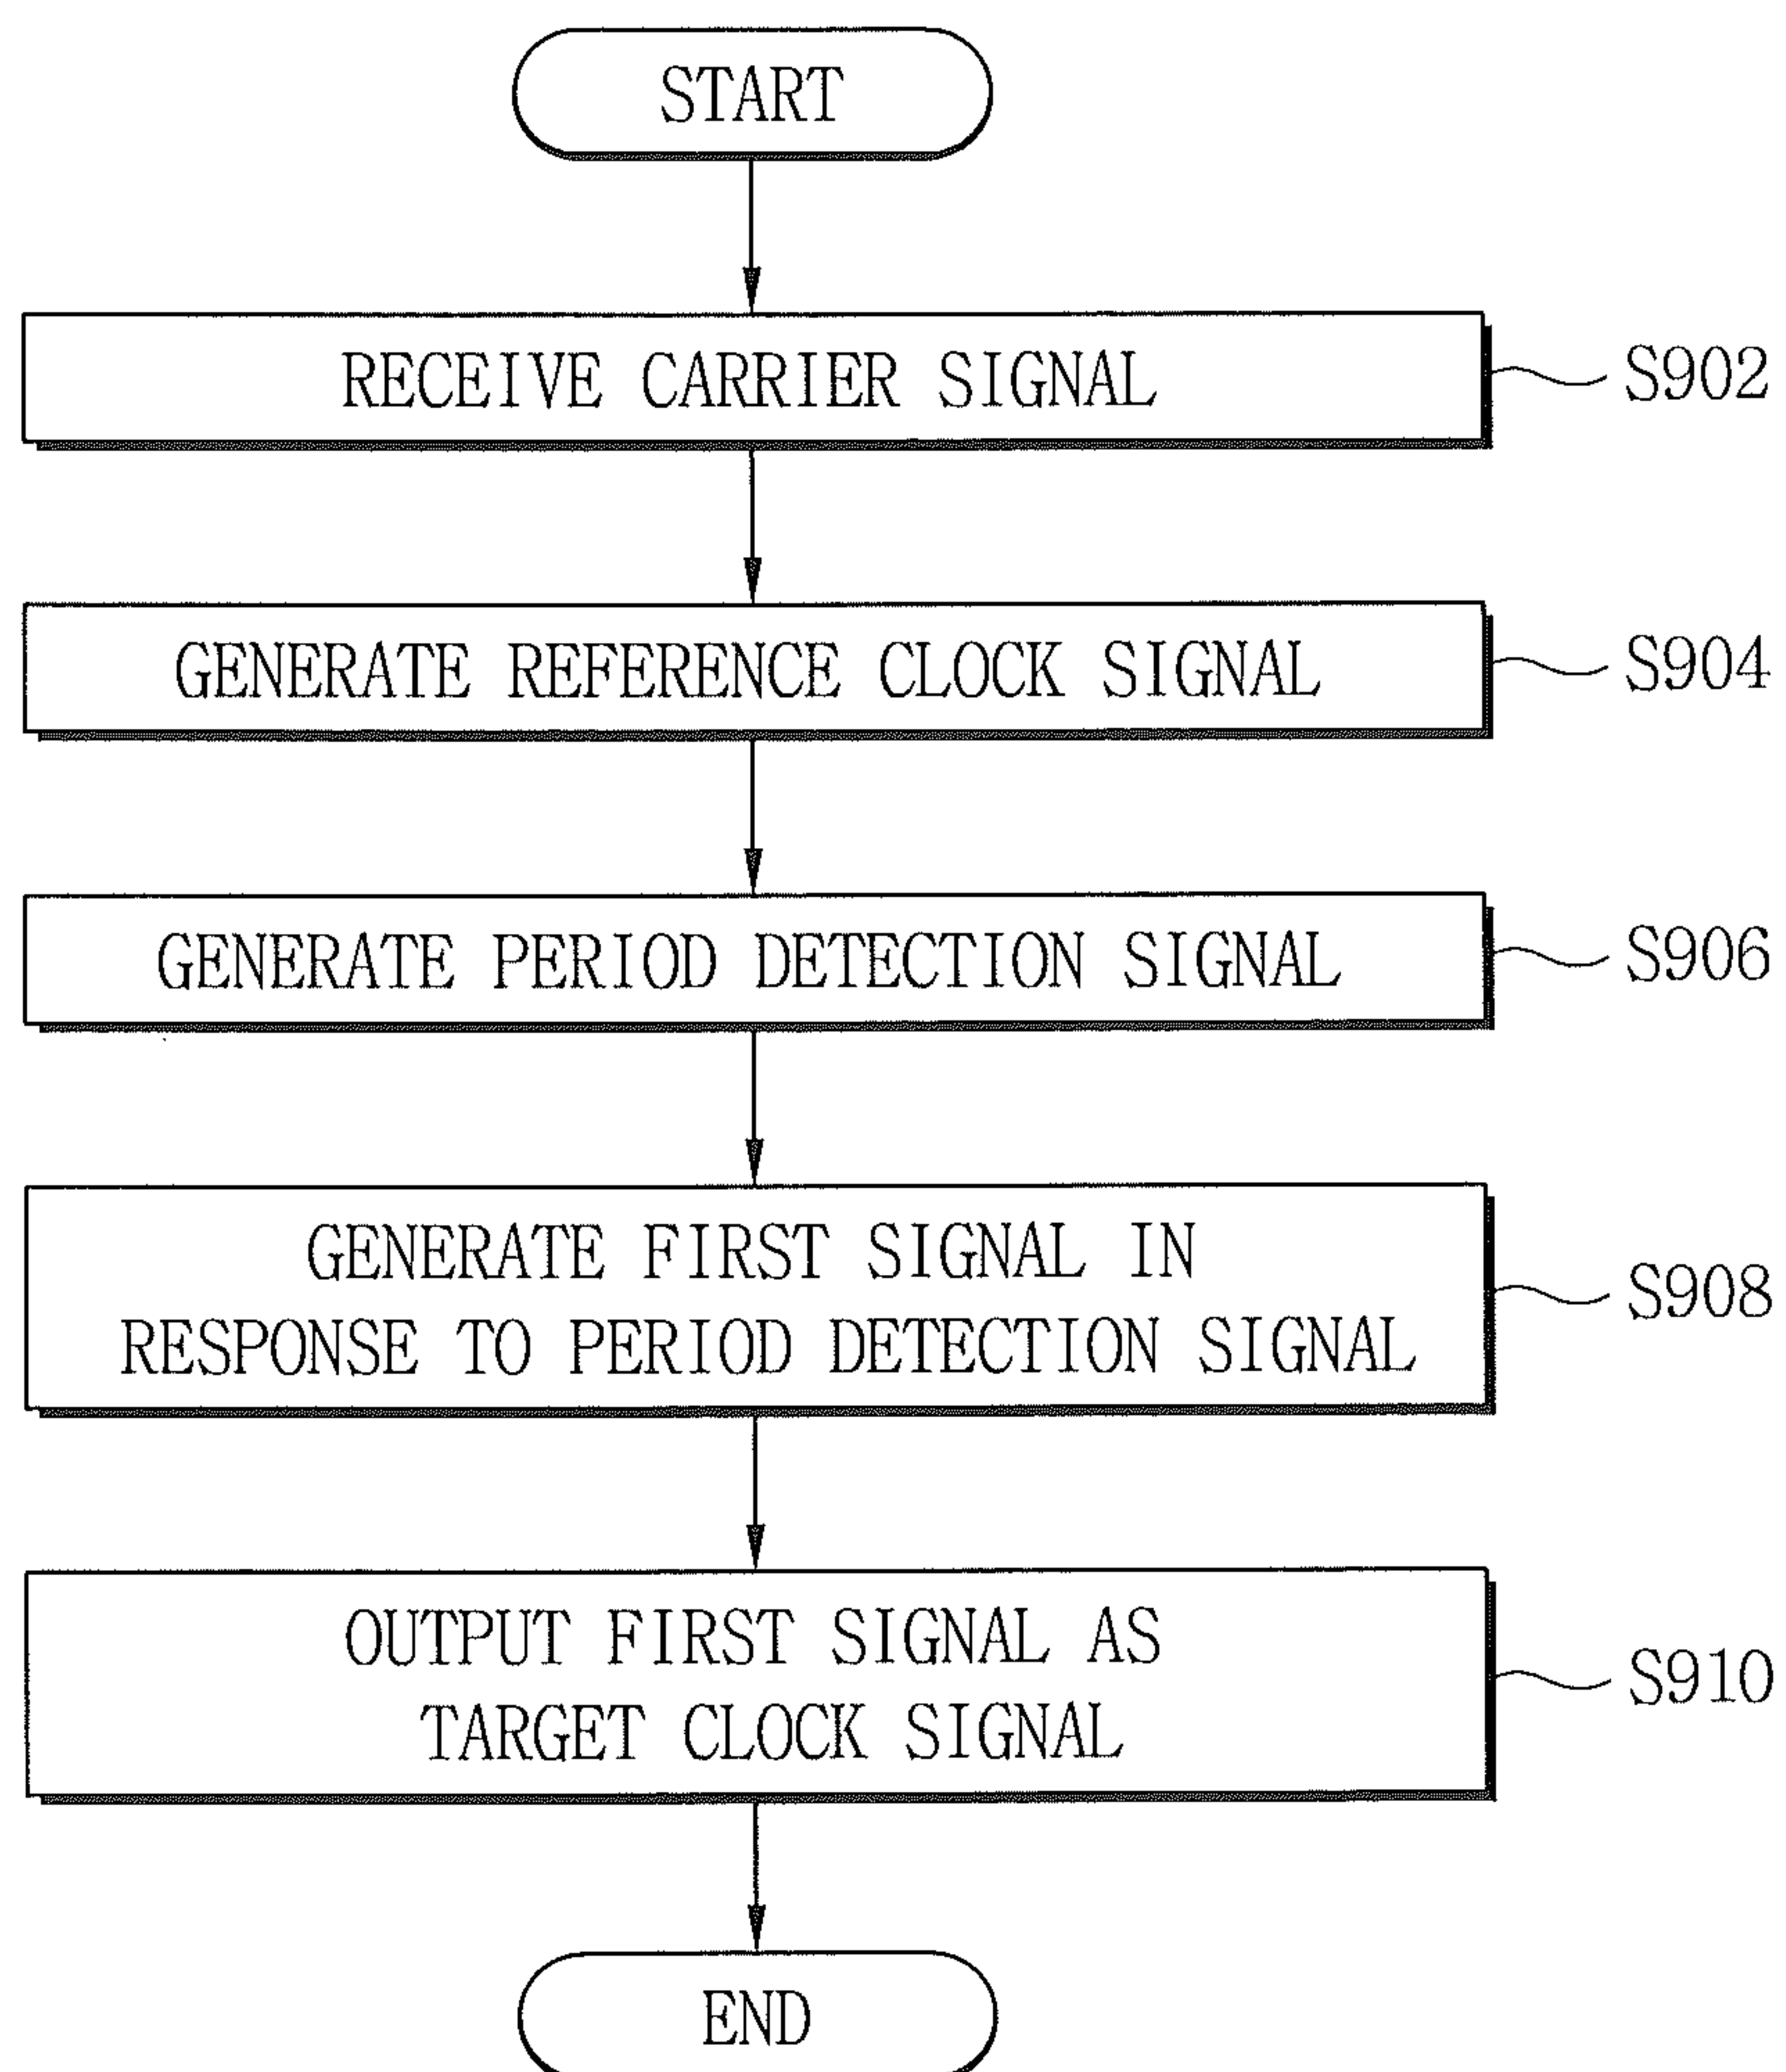 START
RECEIVE CARRIER SIGNAL
S902
GENERATE REFERENCE CLOCK SIGNAL
S904
GENERATE PERIOD DETECTION SIGNAL
S906
GENERATE FIRST SIGNAL IN
RESPONSE TO PERIOD DETECTION SIGNAL
S908
OUTPUT FIRST SIGNAL AS
TARGET CLOCK SIGNAL
S910
END